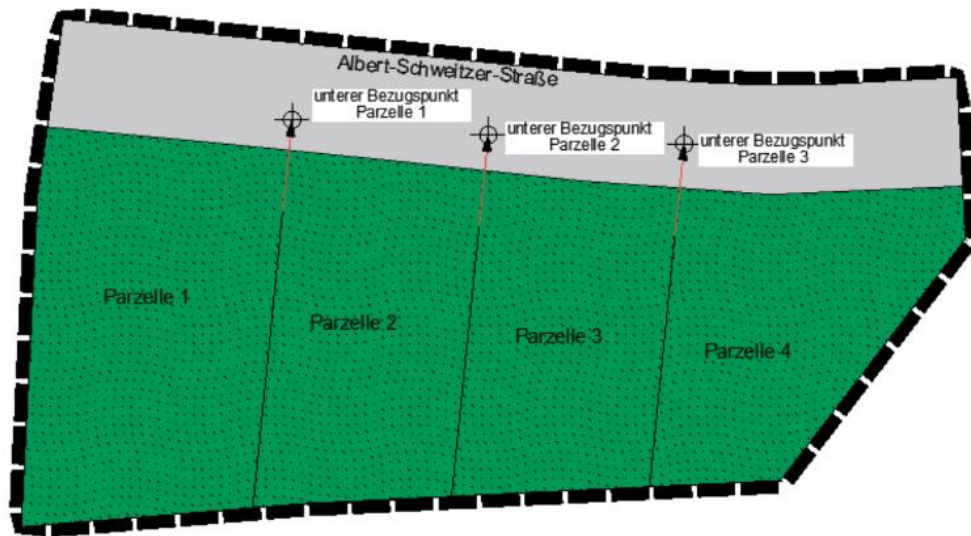 Albert-Schweitzer-Straße
unterer Bezugspunkt
Parzelle 1
unterer Bezugspunkt
Parzelle 2
unterer Bezugspunkt
Parzelle 3
Parzelle 1
Parzelle 2
Parzelle 3
Parzelle 4